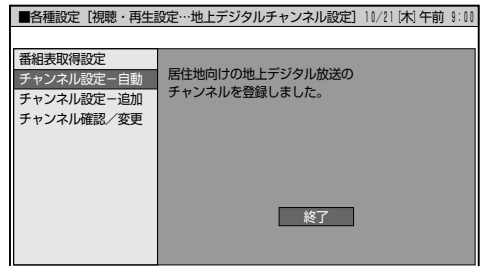 ■各種設定［視聴・再生設定…地上デジタルチャンネル設定］ 10/21[木]午前 9:00
番組表取得設定
チャンネル設定－自動
チャンネル設定－追加
チャンネル確認／変更
居住地向けの地上デジタル放送の
チャンネルを登録しました。
終了